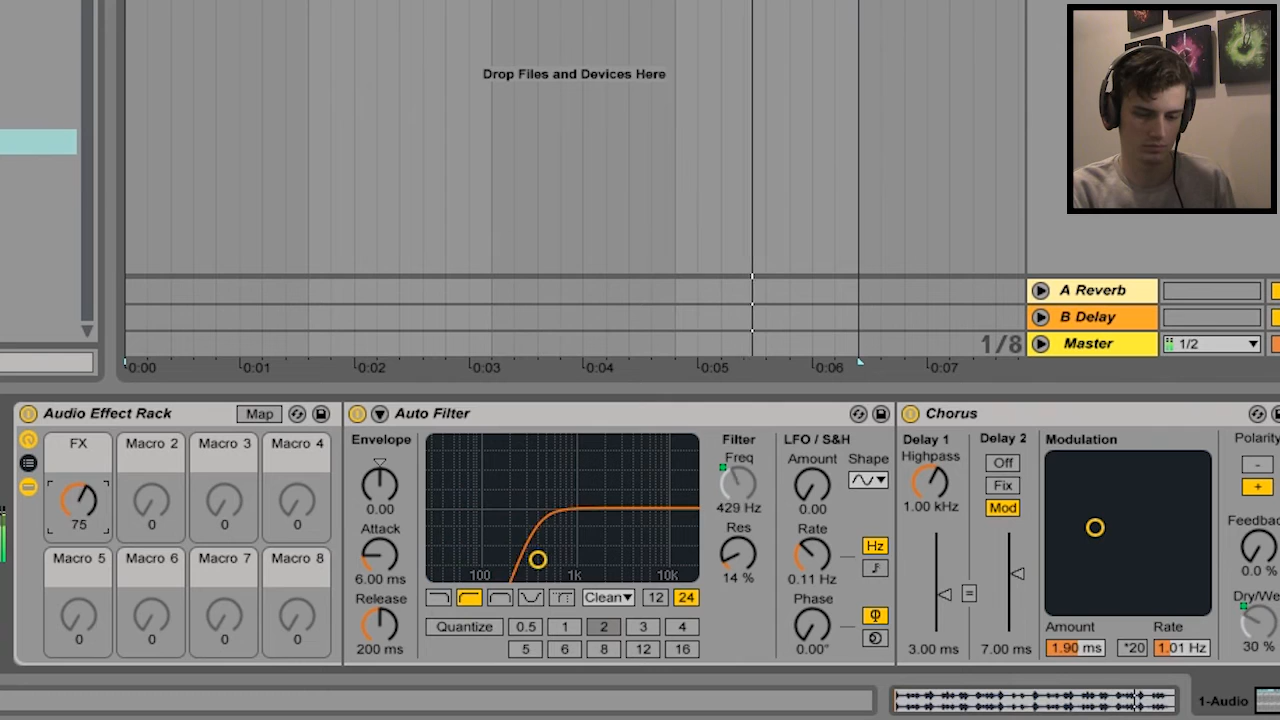 Drop Files and Devices Here
A Reverb
B Delay
1/8
Master
1/2
0:00 0:01 0:02 0:03 0:04 0:05 0:06 0:07
Audio Effect Rack
Map
FX Macro 2 Macro 3 Macro 4
75 0 0 0
Macro 5 Macro 6 Macro 7 Macro 8
0 0 0 0
Auto Filter
Envelope
0.00
Attack
6.00 ms
Release
200 ms
100 1k 10k
Clean 12 24
Quantize 0.5 1 2 3 4
5 6 8 12 16
Filter
Freq
429 Hz
Res
14 %
LFO / S&H
Amount Shape
0.00
Rate Hz
0.11 Hz
Phase
0.00°
Chorus
Delay 1 Delay 2
Highpass
1.00 kHz
Off
Fix
Mod
=
3.00 ms 7.00 ms
Modulation
Amount Rate
1.90 ms *20 1.01 Hz
Polarity
-
+
Feedback
0.0 %
Dry/We
30 %
1-Audio